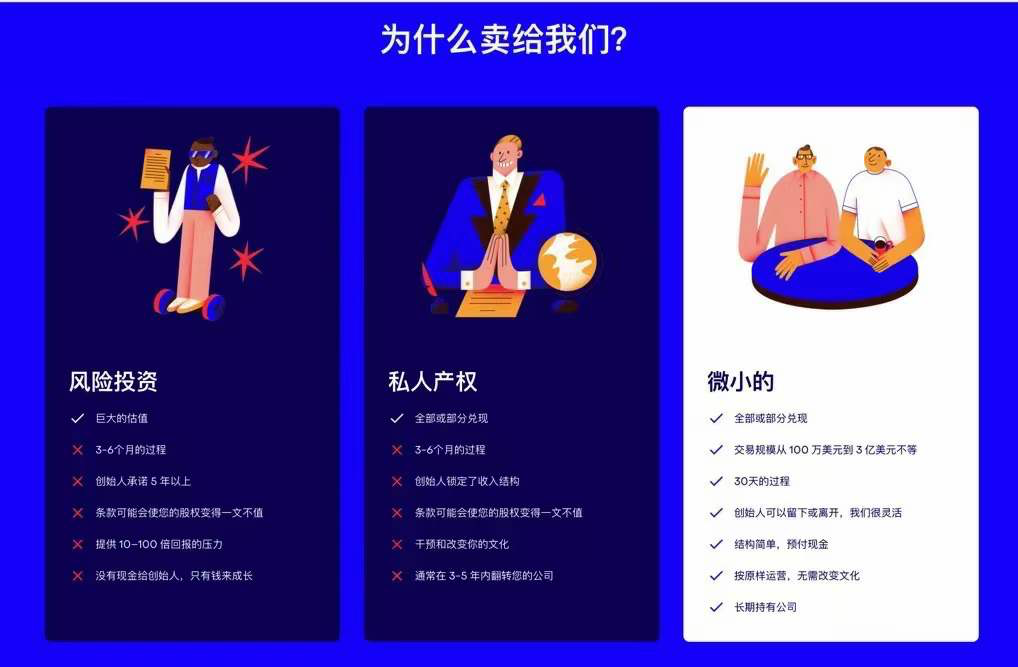 为什么卖给我们?
风险投资
巨大的估值
3-6个月的过程
创始人承诺 5 年以上
条款可能会使您的股权变得一文不值
提供 10–100 倍回报的压力
没有现金给创始人，只有钱来成长
私人产权
全部或部分兑现
3-6个月的过程
创始人锁定了收入结构
条款可能会使您的股权变得一文不值
干预和改变你的文化
通常在 3-5 年内翻转您的公司
微小的
全部或部分兑现
交易规模从 100 万美元到 3 亿美元不等
30天的过程
创始人可以留下或离开，我们很灵活
结构简单，预付现金
按原样运营，无需改变文化
长期持有公司